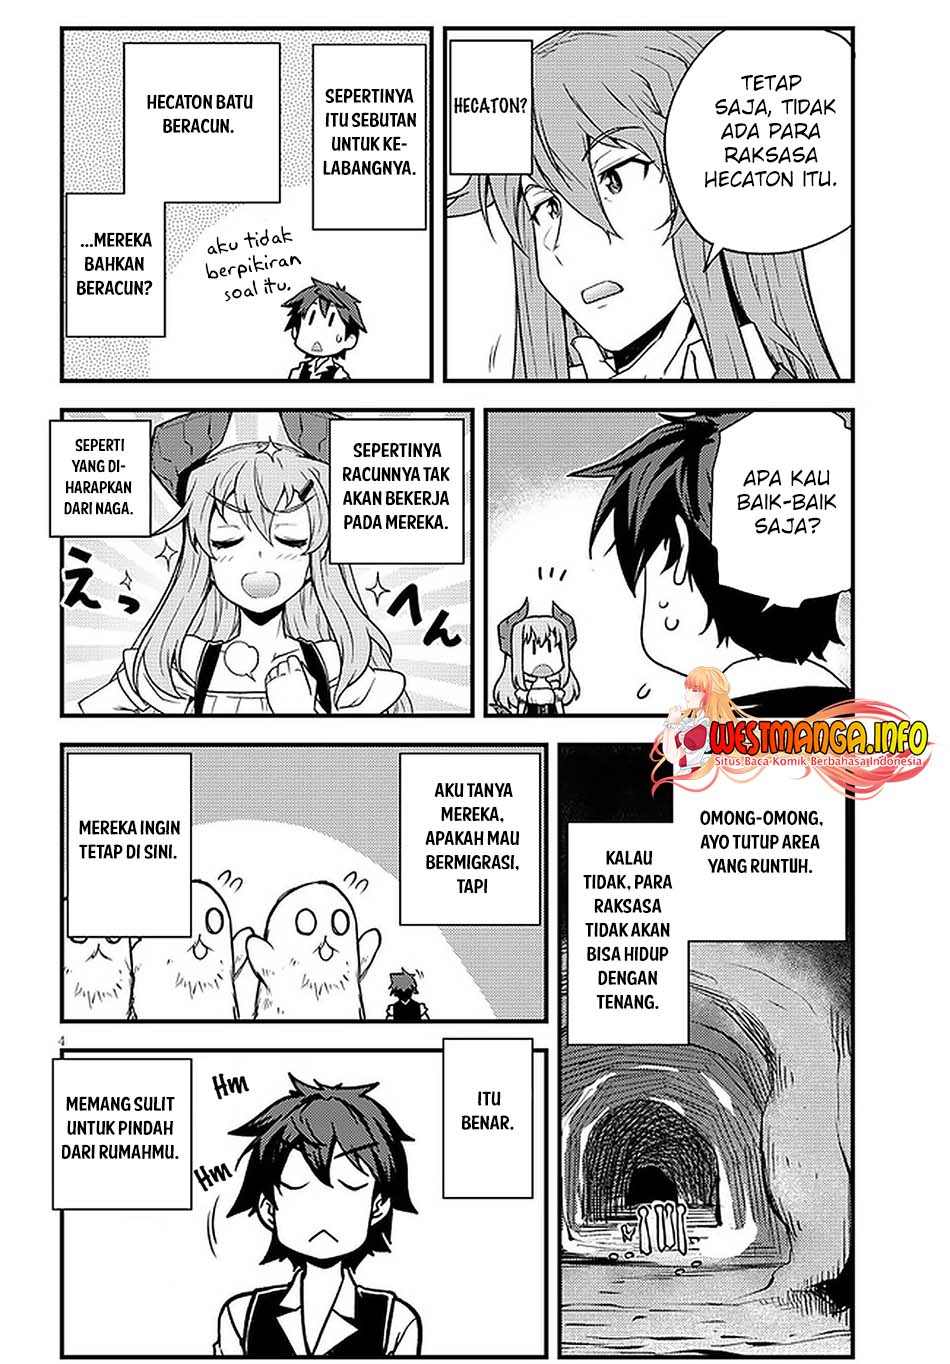 TETAP
SAJA, TIDAK
ADA PARA
RAKSASA
HECATON ITU.
HECATON?
SEPERTINYA
ITU SEBUTAN
UNTUK KE-
LABANGNYA.
HECATON BATU
BERACUN.
...MEREKA
BAHKAN
BERACUN?
aku tidak
berpikiran
soal itu.
APA KAU
BAIK-BAIK
SAJA?
SEPERTINYA
RACUNNYA TAK
AKAN BEKERJA
PADA MEREKA.
SEPERTI
YANG DI-
HARAPKAN
DARI NAGA.
えっ
へん
WESTMANGA.INFO
Situs Baca Komik Berbahasa Indonesia
OMONG-OMONG,
AYO TUTUP AREA
YANG RUNTUH.
KALAU
TIDAK, PARA
RAKSASA
TIDAK AKAN
BISA HIDUP
DENGAN
TENANG.
AKU TANYA
MEREKA,
APAKAH MAU
BERMIGRASI,
TAPI
MEREKA INGIN
TETAP DI SINI.
4
ITU
BENAR.
Hm
Hm
MEMANG SULIT
UNTUK PINDAH
DARI RUMAHMU.